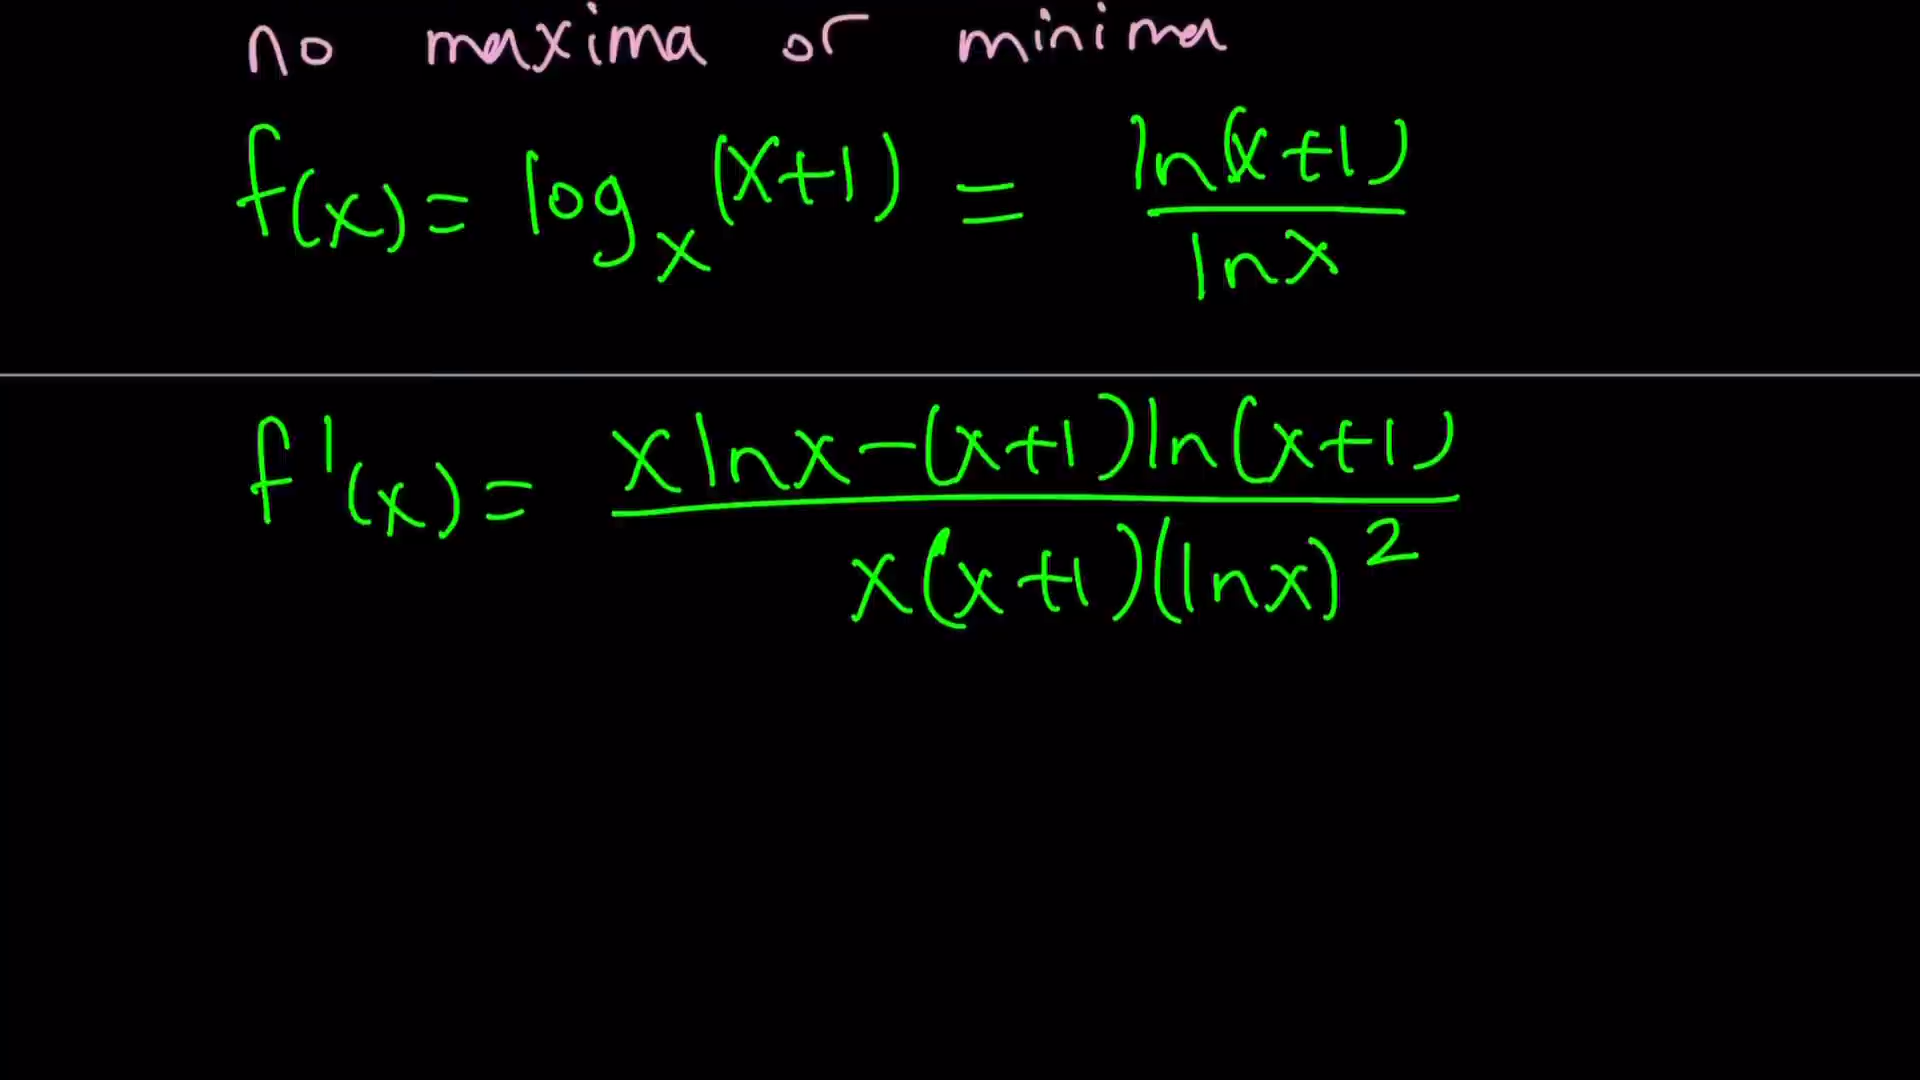 no maxima or minima
f(x) = log_x (x+1) = ln(x+1) / lnx
f'(x) = x lnx - (x+1) ln(x+1) / x(x+1)(lnx)^2